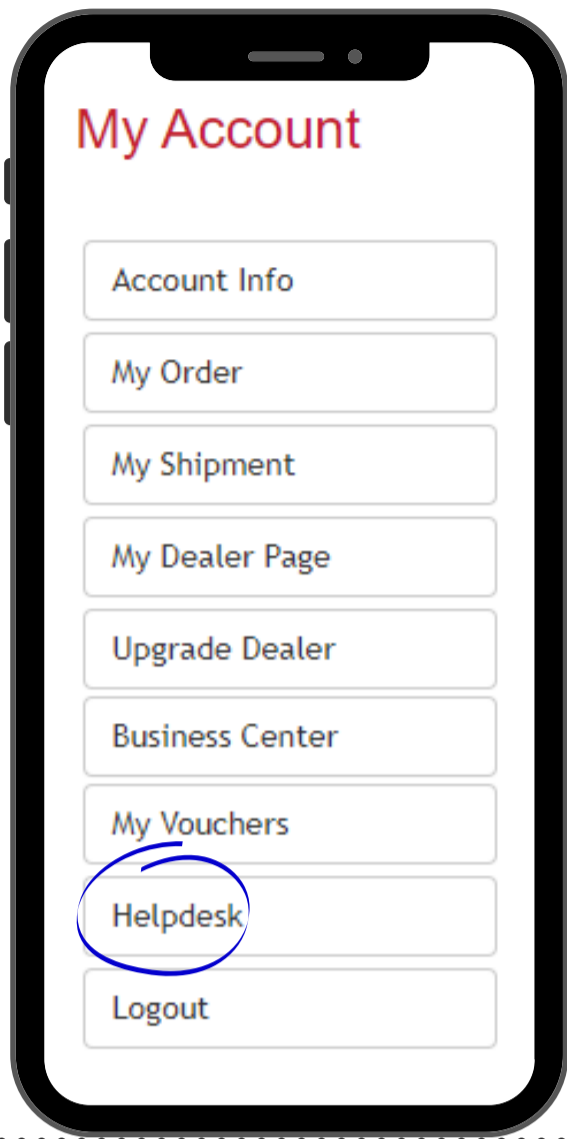 My Account
Account Info
My Order
My Shipment
My Dealer Page
Upgrade Dealer
Business Center
My Vouchers
Helpdesk
Logout